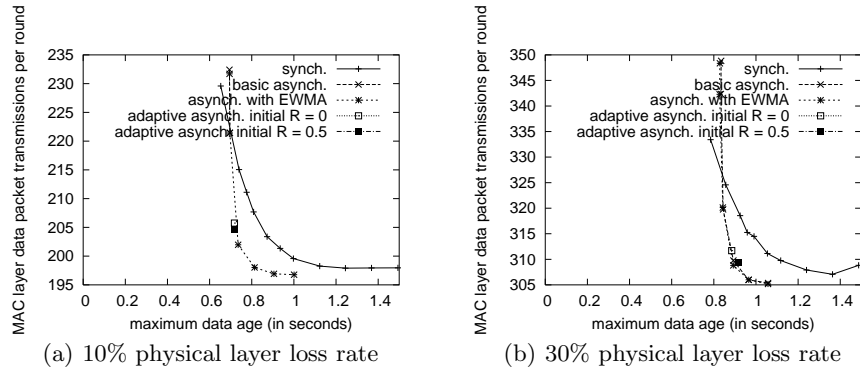 MAC layer data packet transmissions per round
235
230
225
220
215
210
205
200
195
0 0.2 0.4 0.6 0.8 1 1.2 1.4
synch.
basic asynch.
asynch. with EWMA
adaptive asynch. initial R = 0
adaptive asynch. initial R = 0.5
maximum data age (in seconds)
(a) 10% physical layer loss rate
MAC layer data packet transmissions per round
350
345
340
335
330
325
320
315
310
305
0 0.2 0.4 0.6 0.8 1 1.2 1.4
synch.
basic asynch.
asynch. with EWMA
adaptive asynch. initial R = 0
adaptive asynch. initial R = 0.5
maximum data age (in seconds)
(b) 30% physical layer loss rate